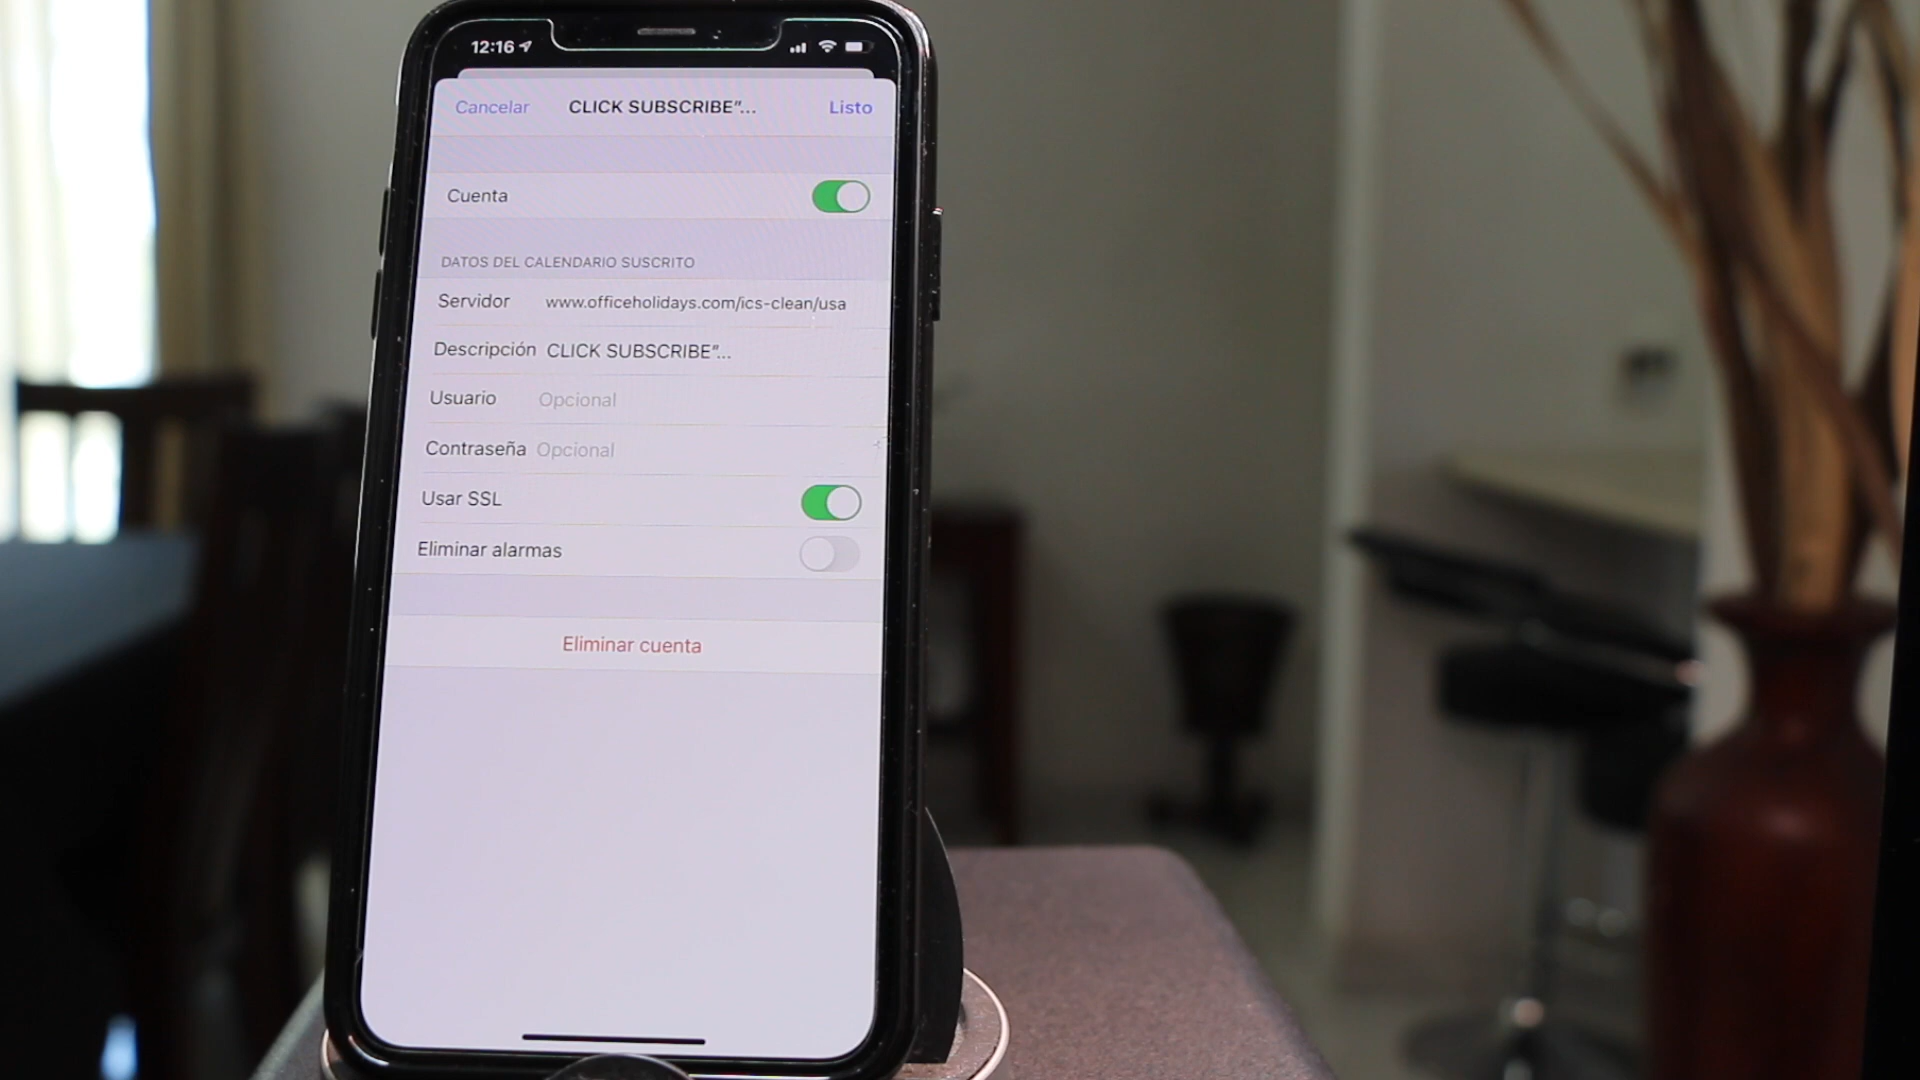 12:16
Cancelar CLICK SUBSCRIBE"... Listo
Cuenta
DATOS DEL CALENDARIO SUSCRITO
Servidor www.officeholidays.com/ics-clean/usa
Descripción CLICK SUBSCRIBE"...
Usuario Opcional
Contraseña Opcional
Usar SSL
Eliminar alarmas
Eliminar cuenta